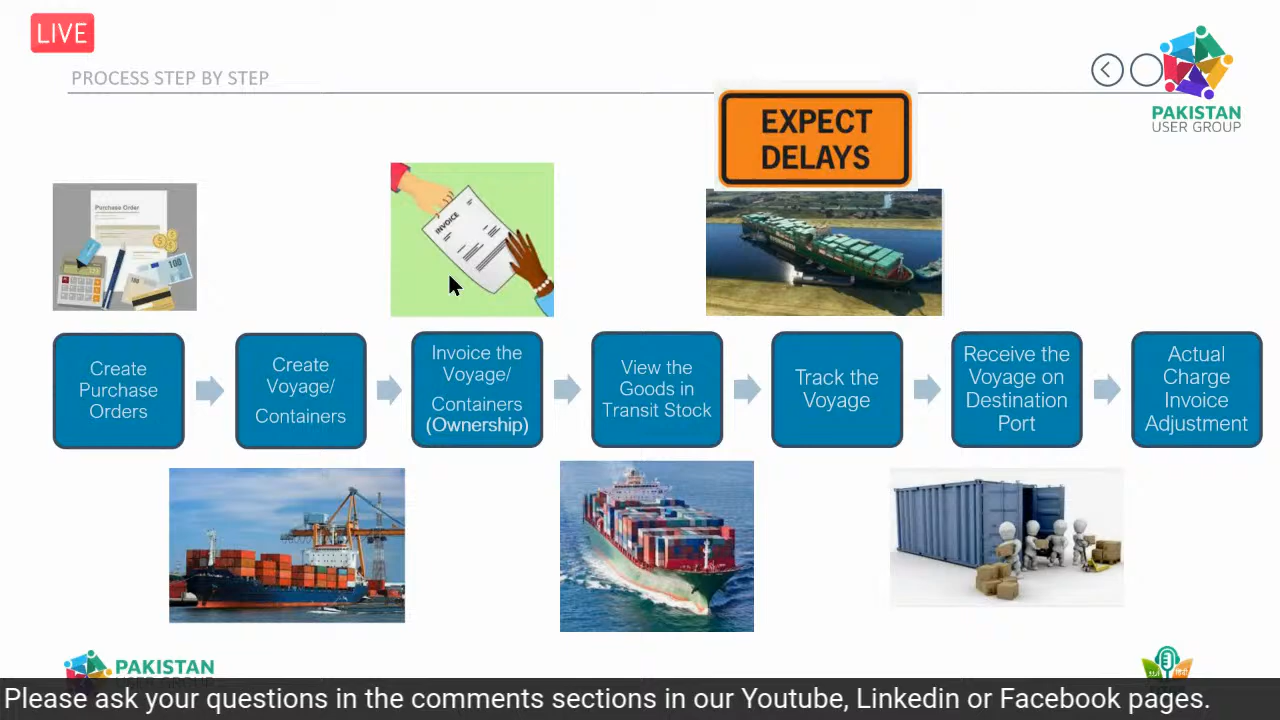 LIVE
PROCESS STEP BY STEP
PAKISTAN
USER GROUP
EXPECT
DELAYS
Purchase Order
100
100
INVOICE
Create
Purchase
Orders
Create
Voyage/
Containers
Invoice the
Voyage/
Containers
(Ownership)
View the
Goods in
Transit Stock
Track the
Voyage
Receive the
Voyage on
Destination
Port
Actual
Charge
Invoice
Adjustment
PAKISTAN
Please ask your questions in the comments sections in our Youtube, Linkedin or Facebook pages.